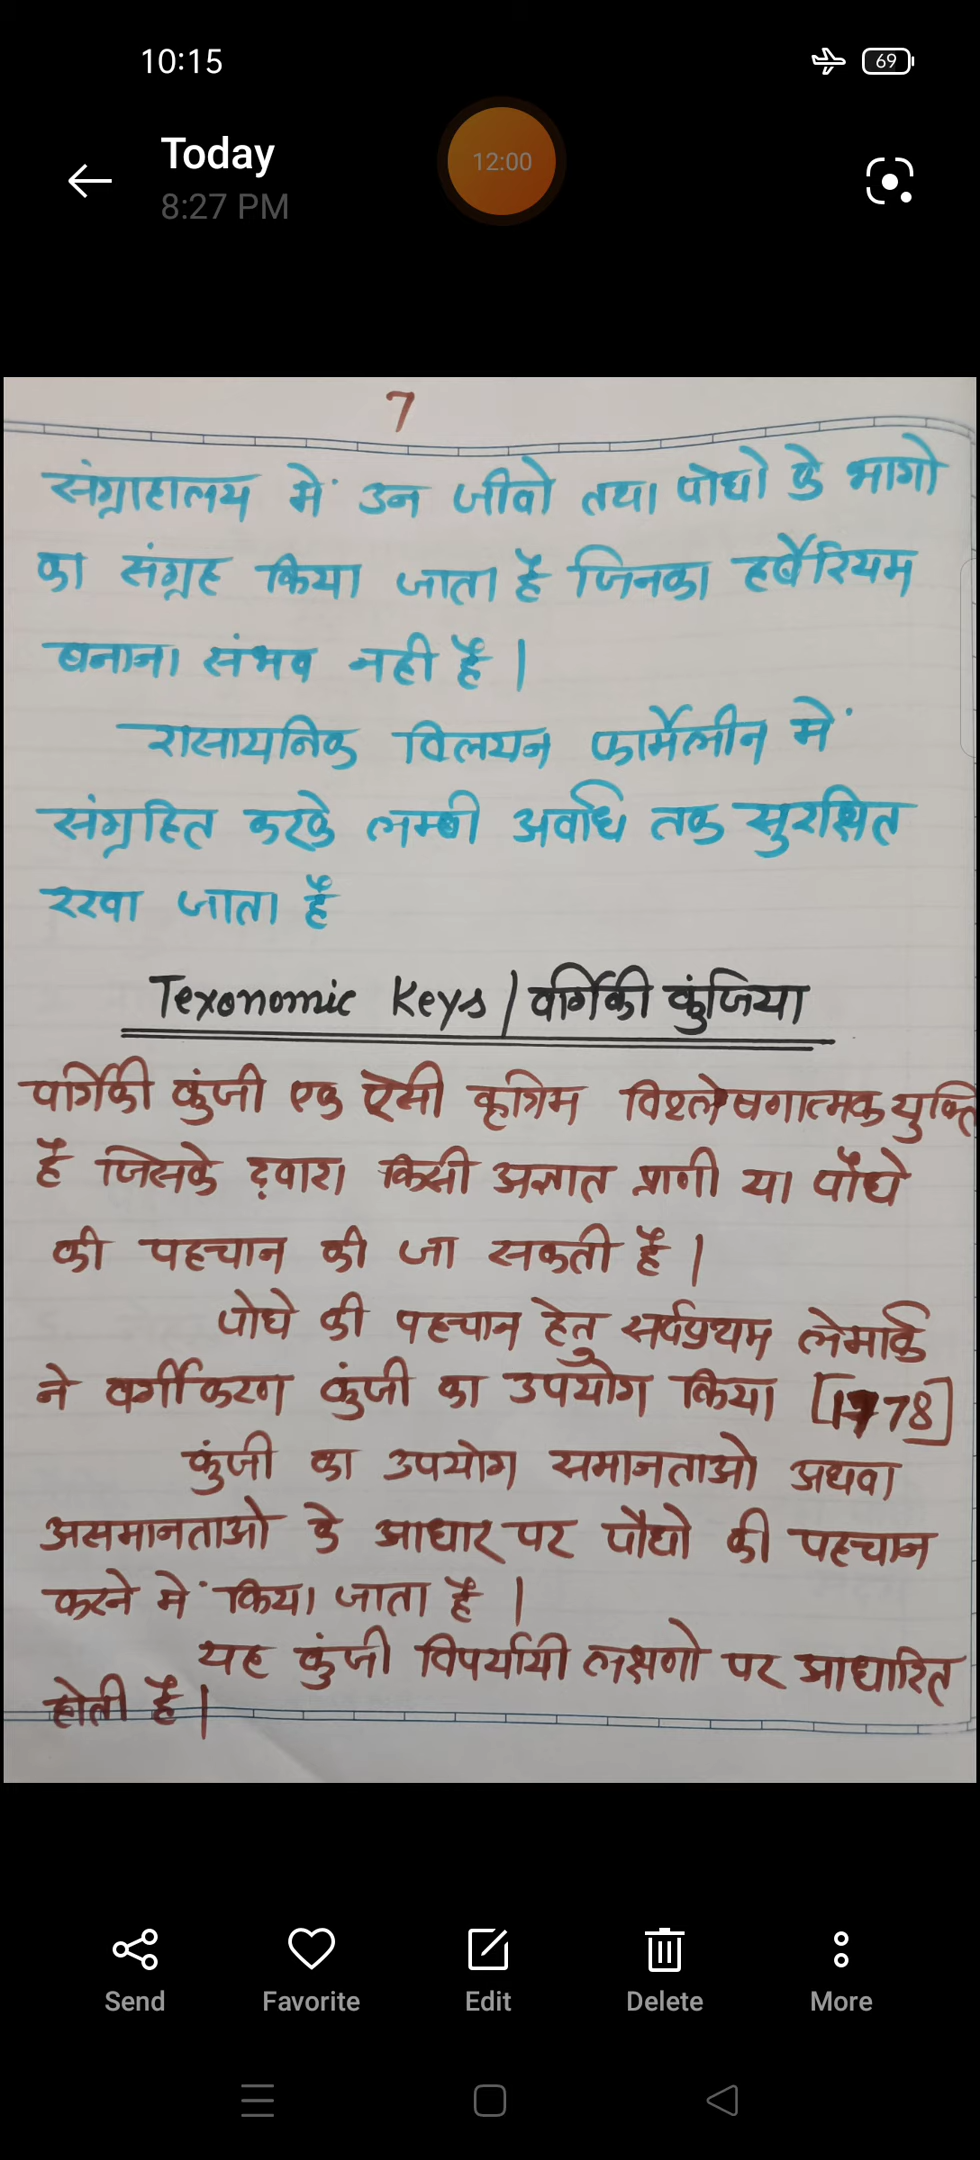 10:15
69
Today
12:00
8:27 PM
7
संग्राहालय में उन जीवो तथा पोधो के भागो
का संग्रह किया जाता है जिनका हर्बैरियम
बनाना संभव नही है |
रासायनिक विलयन फार्मेलीन में
संग्रहित करके लम्बी अवधि तक सुरक्षित
रखा जाता है
Texonomic Keys / वर्गिकी कुंजिया
वर्गिकी कुंजी एक ऐसी कृत्रिम विश्लेषणात्मक युक्ति
है जिसके द्वारा किसी अज्ञात प्राणी या पौधे
की पहचान की जा सकती है |
पोधे की पहचान हेतु सर्वप्रथम लेमार्क
ने वर्गीकरण कुंजी का उपयोग किया [1778]
कुंजी का उपयोग समानताओ अथवा
असमानताओ के आधार पर पौधो की पहचान
करने में किया जाता है |
यह कुंजी विपर्यायी लक्षणो पर आधारित
होती है |
Send
Favorite
Edit
Delete
More